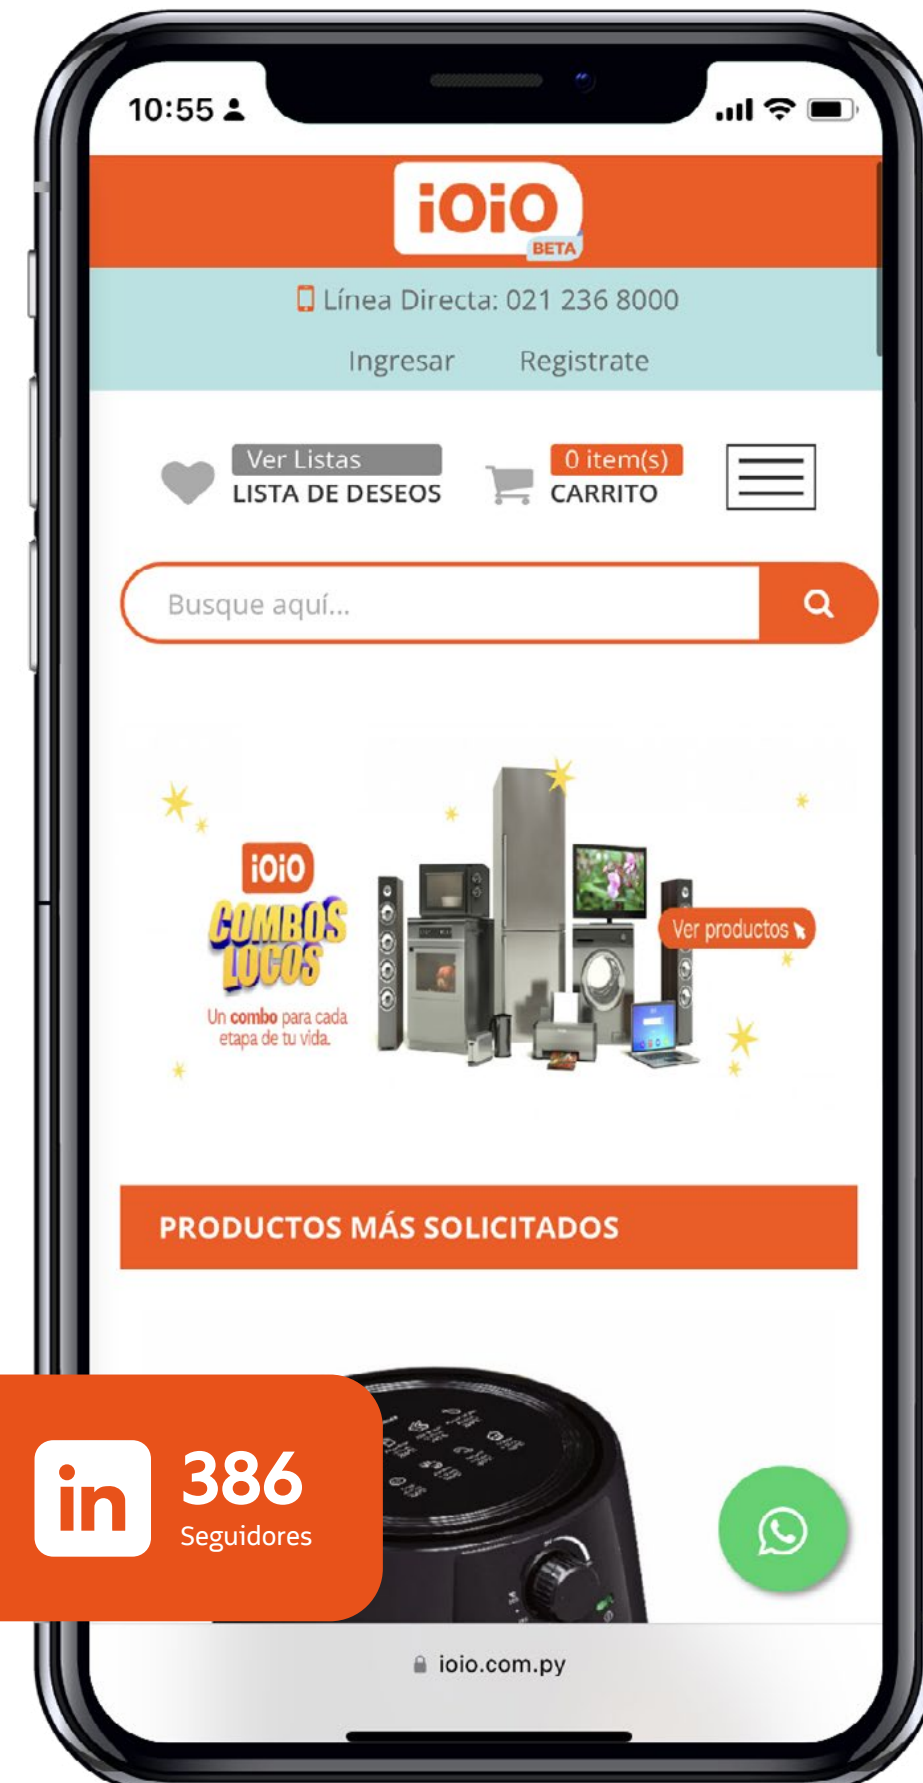 10:55
iOiO
BETA
Línea Directa: 021 236 8000
Ingresar Registrate
Ver Listas
LISTA DE DESEOS
0 item(s)
CARRITO
Busque aquí...
iOiO
COMBOS
LOCOS
Un combo para cada
etapa de tu vida.
Ver productos
PRODUCTOS MÁS SOLICITADOS
in
386
Seguidores
ioio.com.py